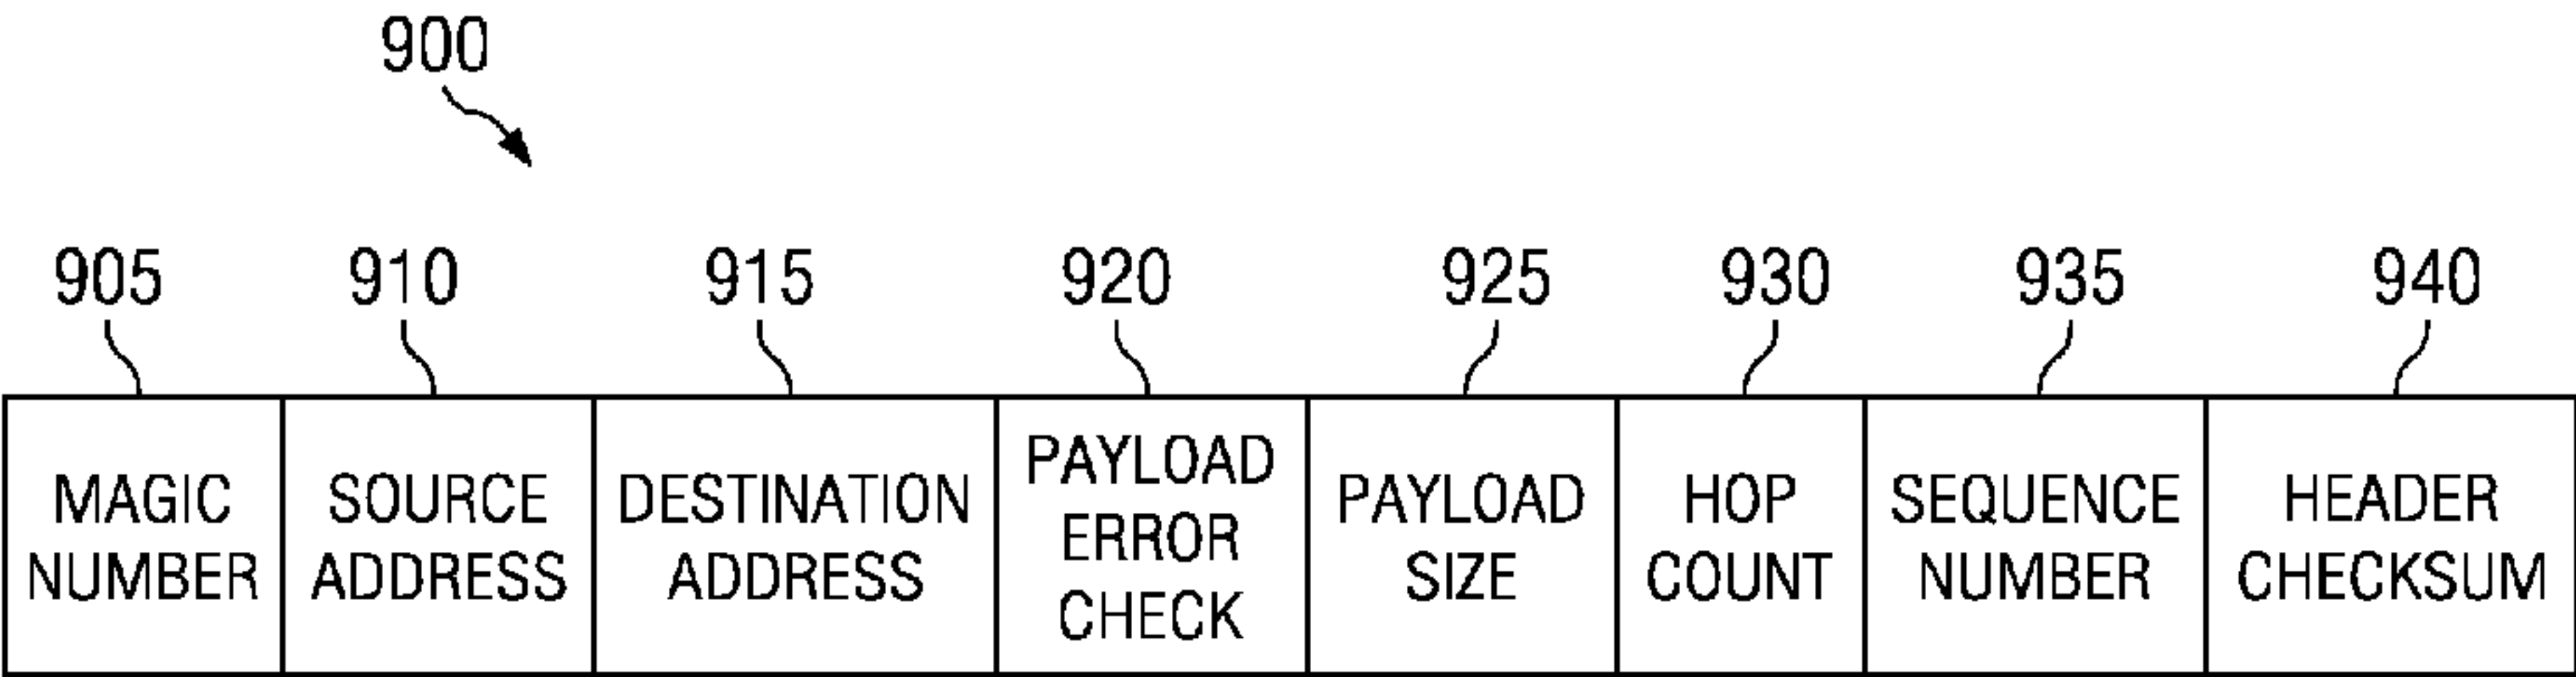 900
905 910 915 920 925 930 935 940
MAGIC NUMBER
SOURCE ADDRESS
DESTINATION ADDRESS
PAYLOAD ERROR CHECK
PAYLOAD SIZE
HOP COUNT
SEQUENCE NUMBER
HEADER CHECKSUM